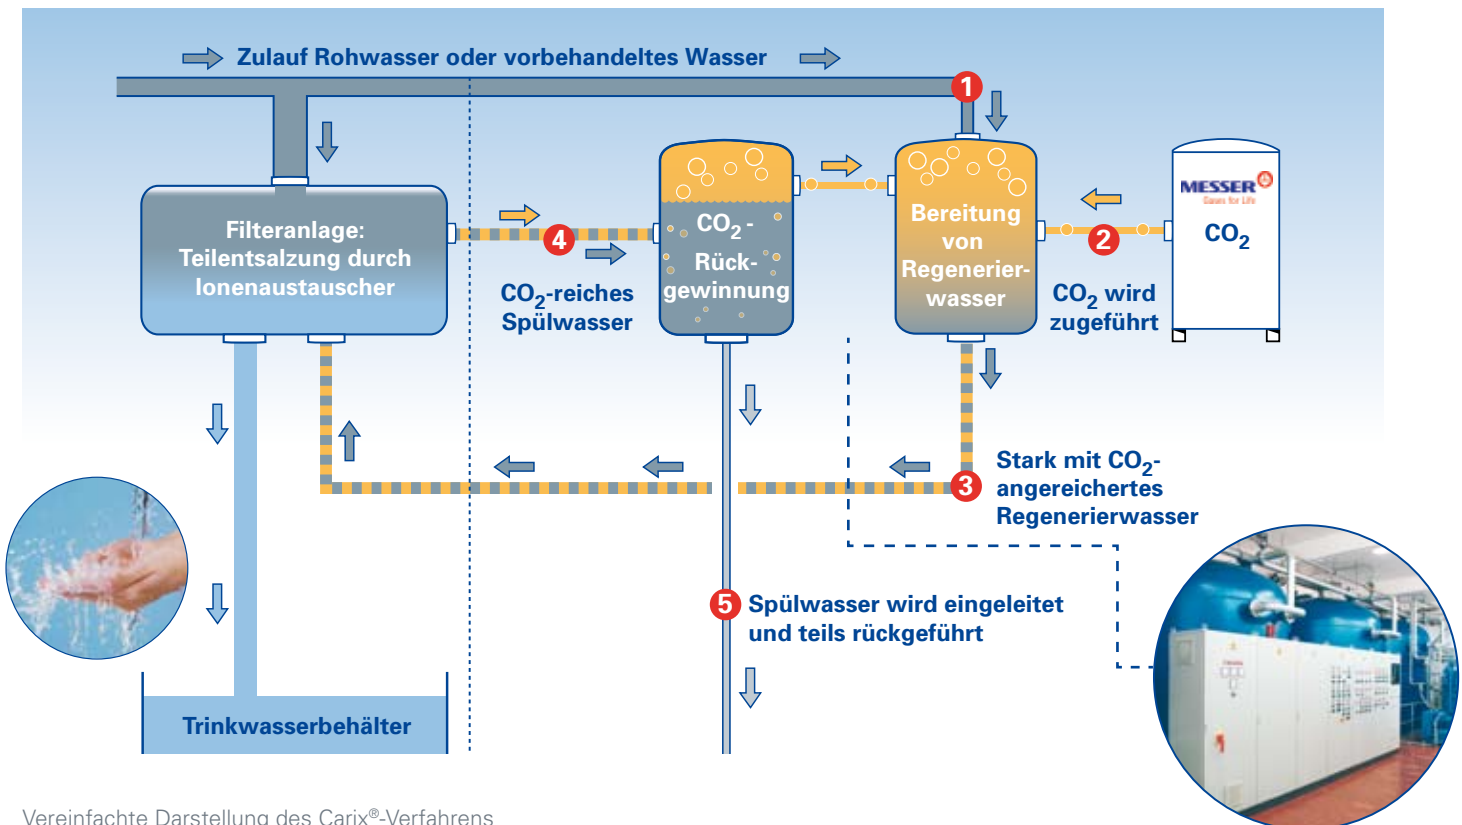 Zulauf Rohwasser oder vorbehandeltes Wasser
1
Filteranlage:
Teilentsalzung durch
Ionenaustauscher
4
CO₂-reiches
Spülwasser
CO₂-
Rück-
gewinnung
Bereitung
von
Regenerier-
wasser
2
CO₂ wird
zugeführt
MESSER
Gases for Life
CO₂
3
Stark mit CO₂-
angereichertes
Regenerierwasser
5
Spülwasser wird eingeleitet
und teils rückgeführt
Trinkwasserbehälter
Vereinfachte Darstellung des Carix®-Verfahrens